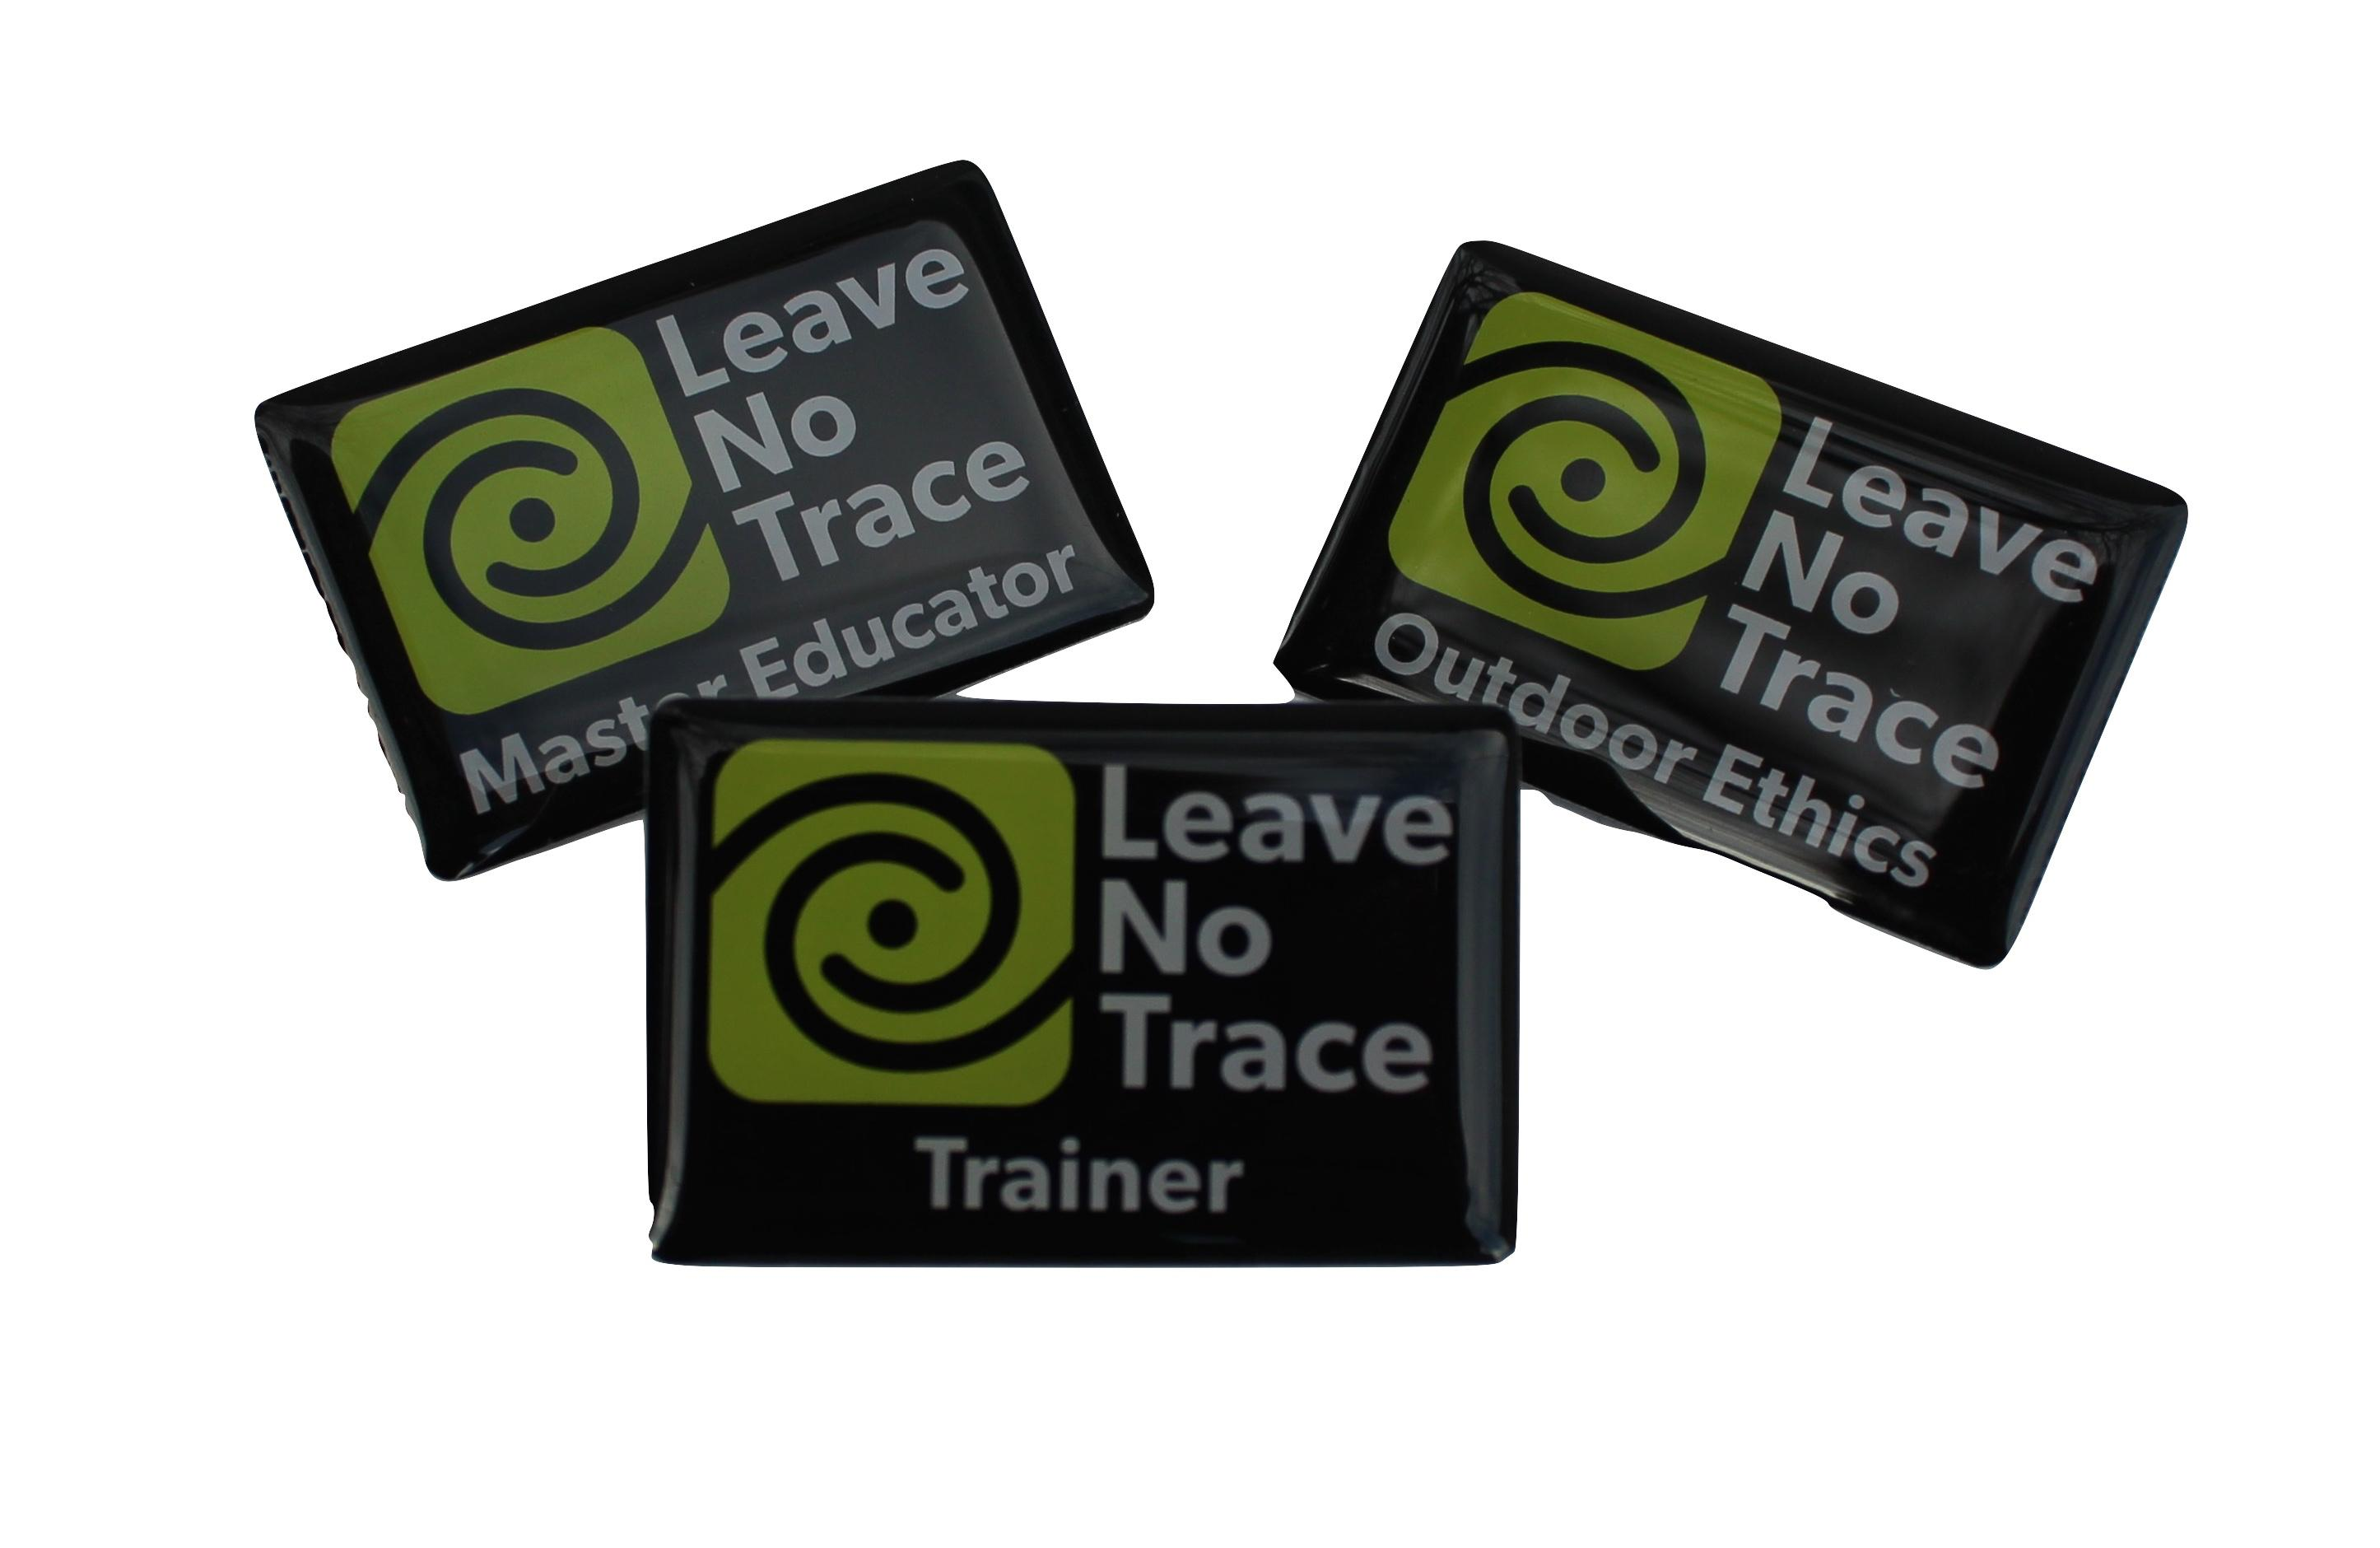 Leave
No
Trace
Master Educator
Leave
No
Trace
Outdoor Ethics
Leave
No
Trace
Trainer